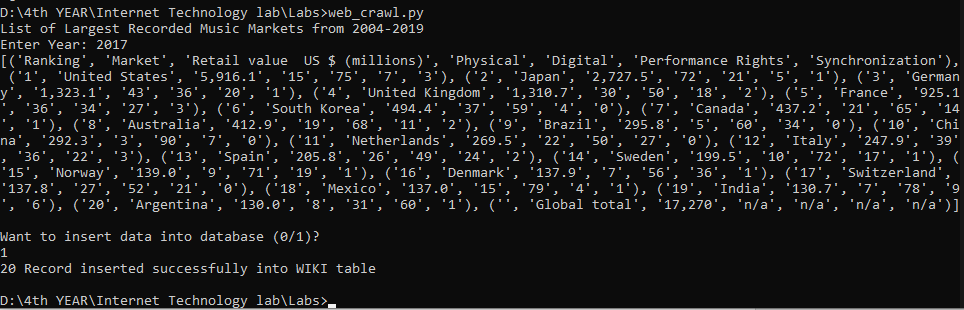 D:\4th YEAR\Internet Technology lab\Labs>web_crawl.py
List of Largest Recorded Music Markets from 2004-2019
Enter Year: 2017
[('Ranking', 'Market', 'Retail value  US $ (millions)', 'Physical', 'Digital', 'Performance Rights', 'Synchronization'),
 ('1', 'United States', '5,916.1', '15', '75', '7', '3'), ('2', 'Japan', '2,727.5', '72', '21', '5', '1'), ('3', 'German
y', '1,323.1', '43', '36', '20', '1'), ('4', 'United Kingdom', '1,310.7', '30', '50', '18', '2'), ('5', 'France', '925.1
', '36', '34', '27', '3'), ('6', 'South Korea', '494.4', '37', '59', '4', '0'), ('7', 'Canada', '437.2', '21', '65', '14
', '1'), ('8', 'Australia', '412.9', '19', '68', '11', '2'), ('9', 'Brazil', '295.8', '5', '60', '34', '0'), ('10', 'Chi
na', '292.3', '3', '90', '7', '0'), ('11', 'Netherlands', '269.5', '22', '50', '27', '0'), ('12', 'Italy', '247.9', '39'
, '36', '22', '3'), ('13', 'Spain', '205.8', '26', '49', '24', '2'), ('14', 'Sweden', '199.5', '10', '72', '17', '1'), (
'15', 'Norway', '139.0', '9', '71', '19', '1'), ('16', 'Denmark', '137.9', '7', '56', '36', '1'), ('17', 'Switzerland',
'137.8', '27', '52', '21', '0'), ('18', 'Mexico', '137.0', '15', '79', '4', '1'), ('19', 'India', '130.7', '7', '78', '9
', '6'), ('20', 'Argentina', '130.0', '8', '31', '60', '1'), ('', 'Global total', '17,270', 'n/a', 'n/a', 'n/a', 'n/a')]
Want to insert data into database (0/1)?
1
20 Record inserted successfully into WIKI table
D:\4th YEAR\Internet Technology lab\Labs>